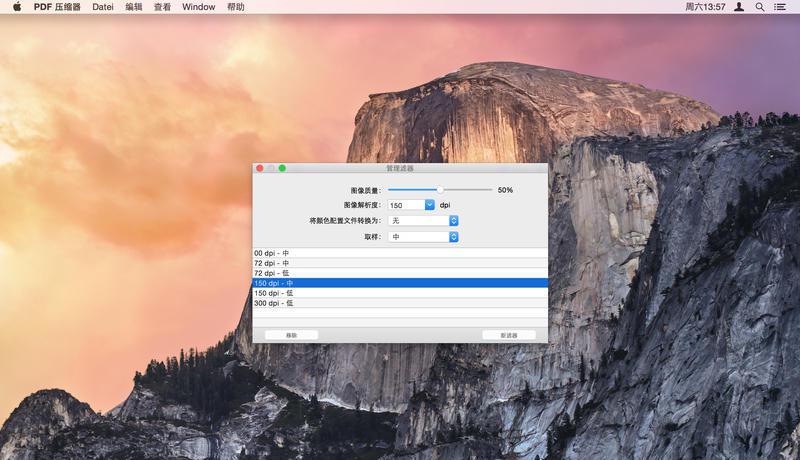 PDF 压缩器 Datei 编辑 查看 Window 帮助 周六13:57
管理滤器
图像质量： 50%
图像解析度： 150 dpi
将颜色配置文件转换为： 无
取样： 中
00 dpi - 中
72 dpi - 中
72 dpi - 低
150 dpi - 中
150 dpi - 低
300 dpi - 低
移除 新滤器